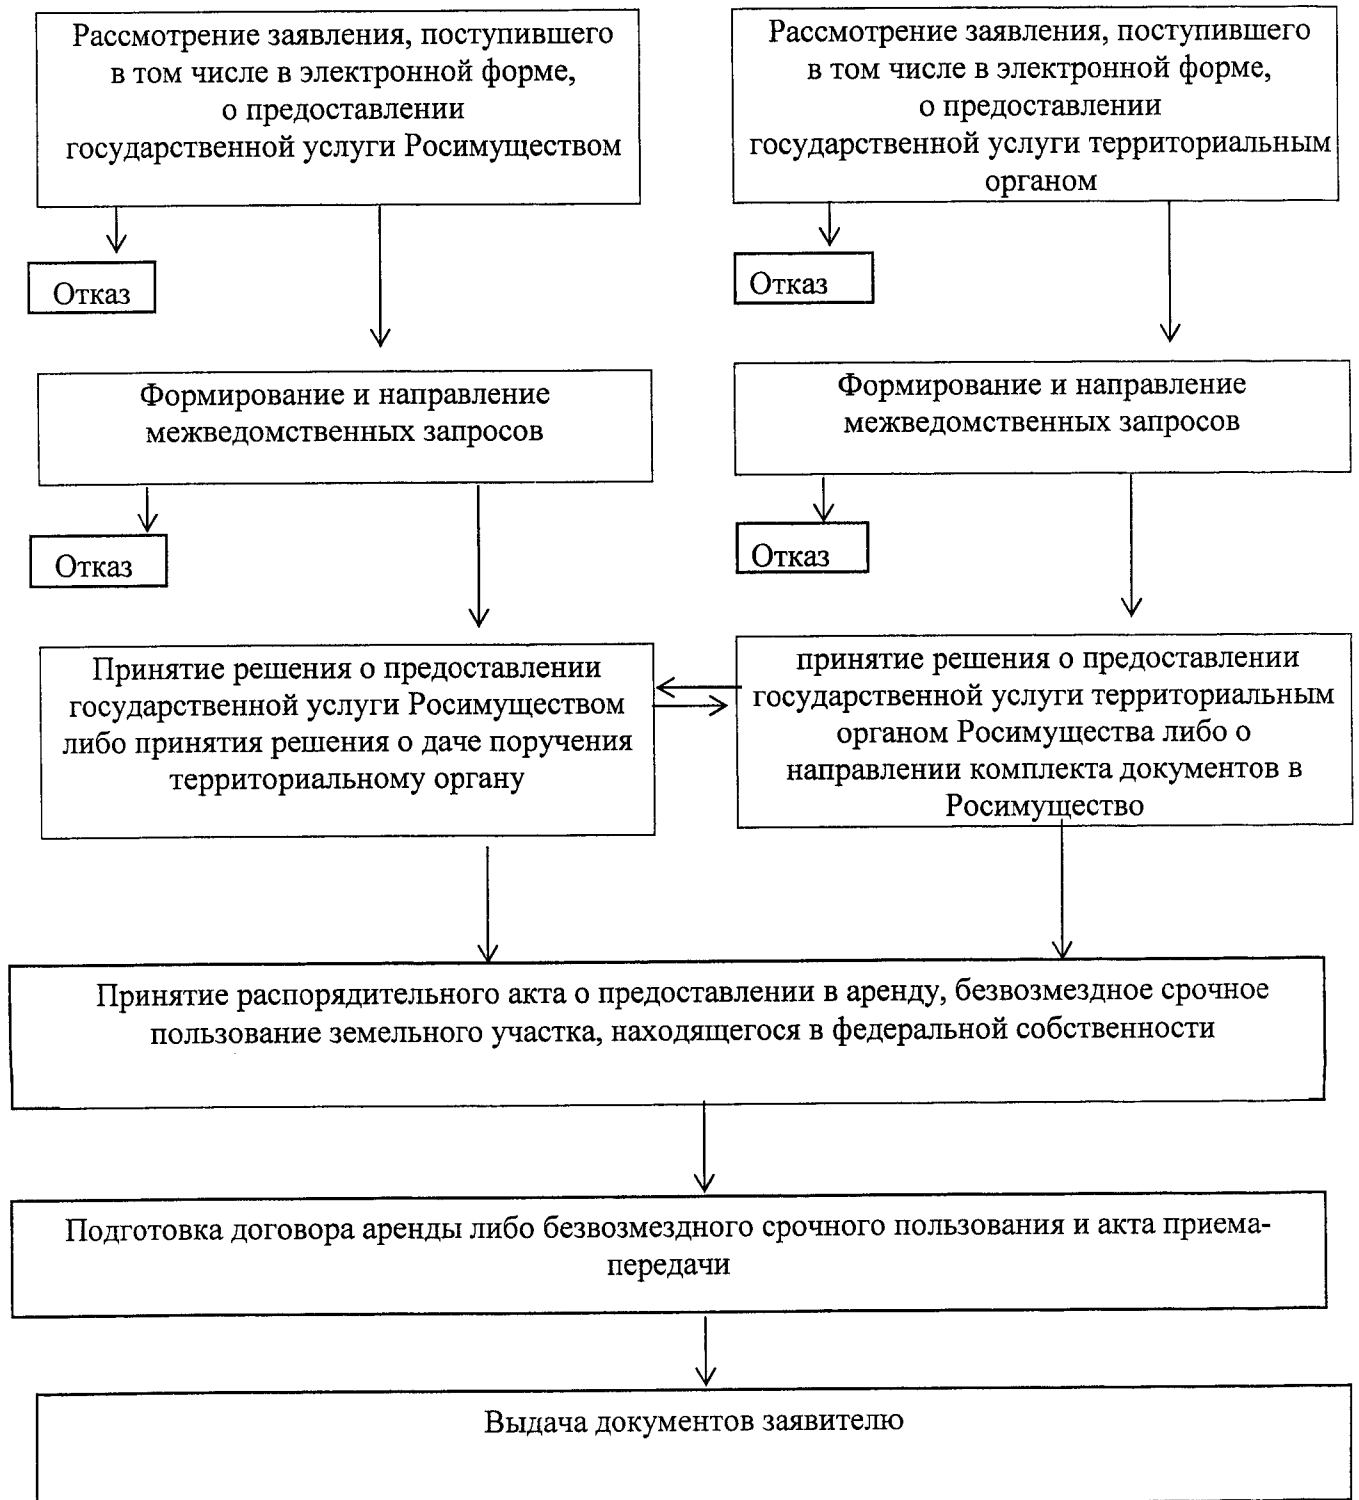 Рассмотрение заявления, поступившего
в том числе в электронной форме,
о предоставлении
государственной услуги Росимуществом
Рассмотрение заявления, поступившего
в том числе в электронной форме,
о предоставлении
государственной услуги территориальным
органом
Отказ
Отказ
Формирование и направление
межведомственных запросов
Формирование и направление
межведомственных запросов
Отказ
Отказ
Принятие решения о предоставлении
государственной услуги Росимуществом
либо принятия решения о даче поручения
территориальному органу
принятие решения о предоставлении
государственной услуги территориальным
органом Росимущества либо о
направлении комплекта документов в
Росимущество
Принятие распорядительного акта о предоставлении в аренду, безвозмездное срочное
пользование земельного участка, находящегося в федеральной собственности
Подготовка договора аренды либо безвозмездного срочного пользования и акта приема-
передачи
Выдача документов заявителю